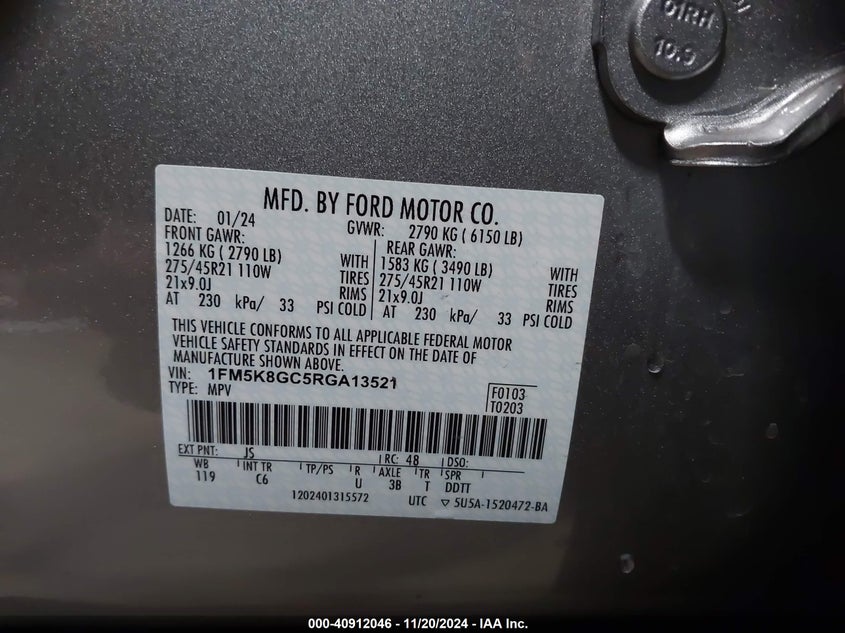 01RH
10.9
MFD. BY FORD MOTOR CO.
DATE: 01/24 GVWR: 2790 KG ( 6150 LB)
FRONT GAWR: REAR GAWR:
1266 KG ( 2790 LB) WITH 1583 KG ( 3490 LB) WITH
275/45R21 110W TIRES 275/45R21 110W TIRES
21x9.0J RIMS 21x9.0J RIMS
AT 230 kPa/ 33 PSI COLD AT 230 kPa/ 33 PSI COLD
THIS VEHICLE CONFORMS TO ALL APPLICABLE FEDERAL MOTOR
VEHICLE SAFETY STANDARDS IN EFFECT ON THE DATE OF
MANUFACTURE SHOWN ABOVE.
VIN: 1FM5K8GC5RGA13521
TYPE: MPV
F0103
T0203
EXT PNT: JS RC: 48 DSO:
WB INT TR TP/PS R AXLE TR SPR
119 C6 U 3B T DDTT
1202401315572 UTC ▽ 5U5A-1520472-BA
000-40912046 - 11/20/2024 - IAA Inc.